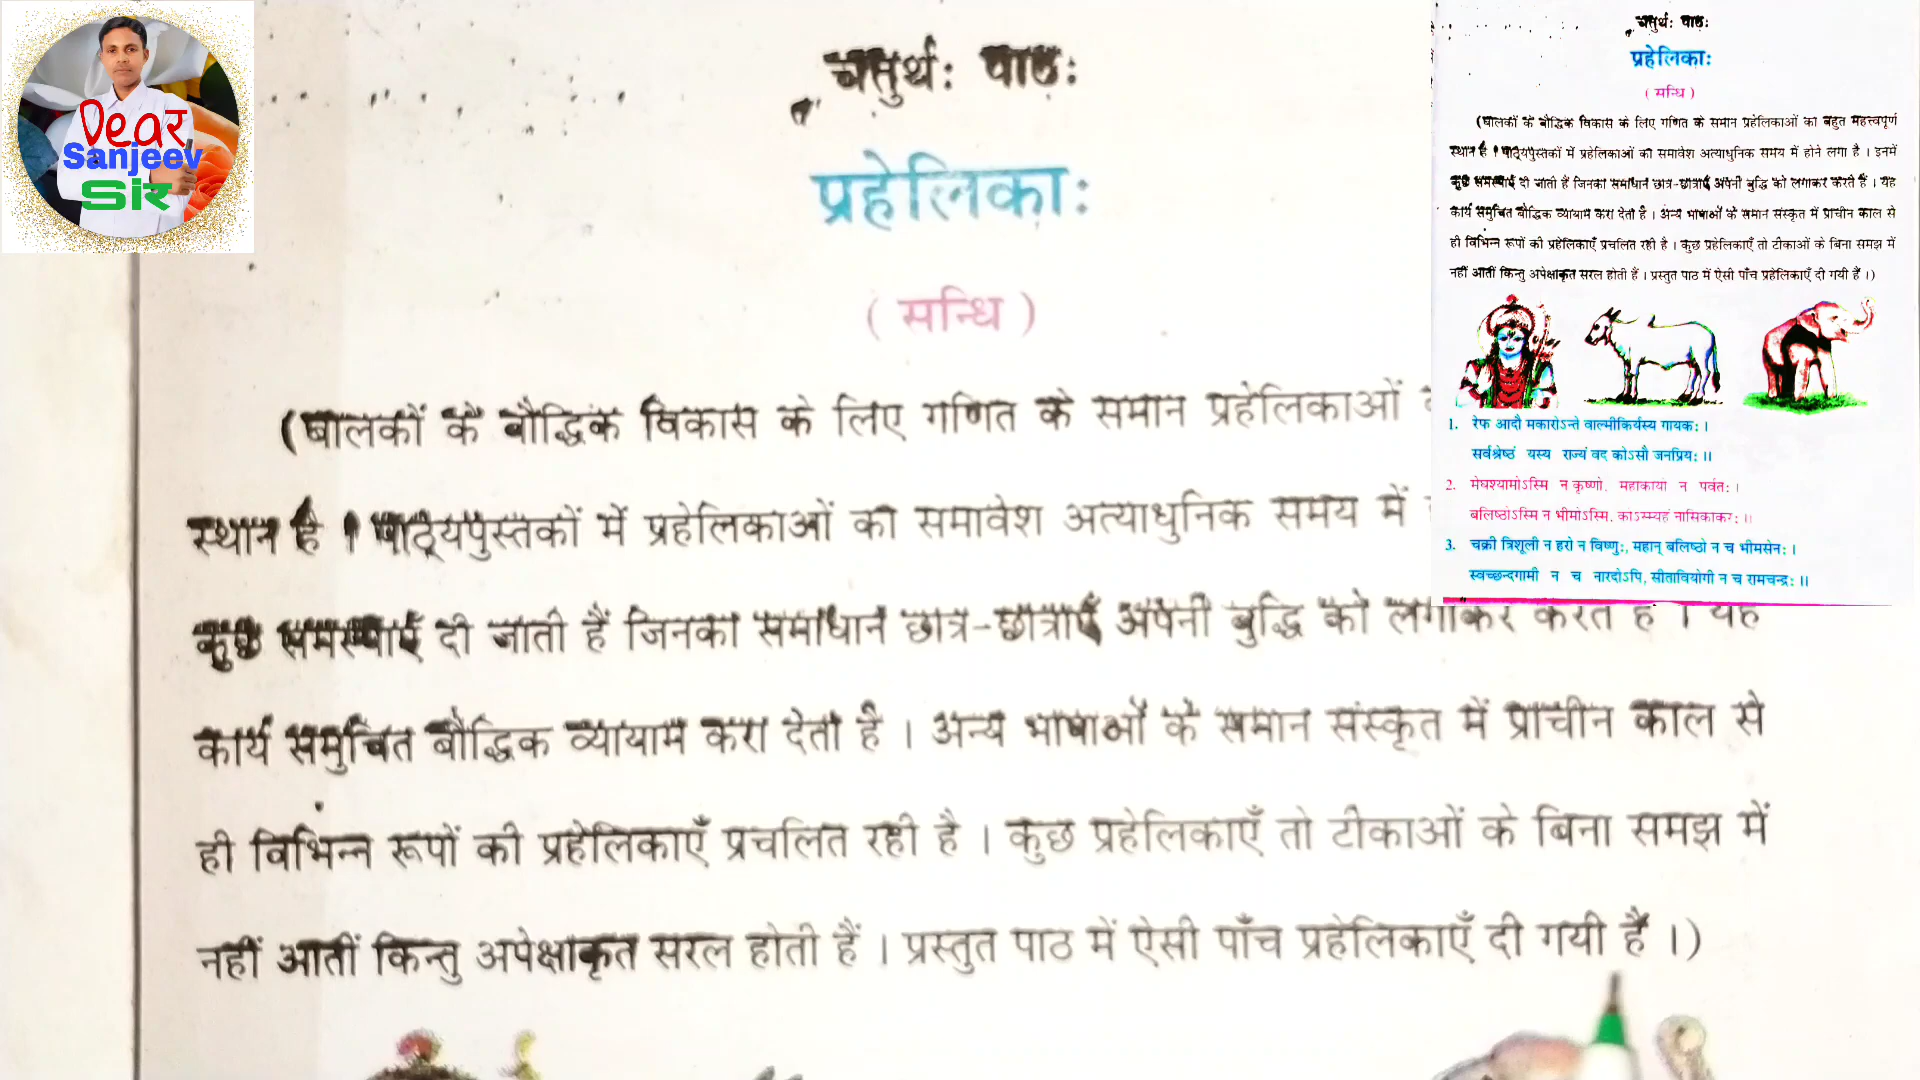 Dear
Sanjeev
Sir
चतुर्थः पाठः
प्रहेलिकाः
( सन्धि )
(बालकों के बौद्धिक विकास के लिए गणित के समान प्रहेलिकाओं
स्थान है । पाठ्यपुस्तकों में प्रहेलिकाओं का समावेश अत्याधुनिक समय में
कुछ समस्याएँ दी जाती हैं जिनका समाधान छात्र-छात्राएँ अपनी बुद्धि को लगाकर करते हैं । यह
कार्य समुचित बौद्धिक व्यायाम करा देता है । अन्य भाषाओं के समान संस्कृत में प्राचीन काल से
ही विभिन्न रूपों की प्रहेलिकाएँ प्रचलित रही है । कुछ प्रहेलिकाएँ तो टीकाओं के बिना समझ में
नहीं आतीं किन्तु अपेक्षाकृत सरल होती हैं । प्रस्तुत पाठ में ऐसी पाँच प्रहेलिकाएँ दी गयी हैं ।)
चतुर्थः पाठः
प्रहेलिकाः
( सन्धि )
(बालकों के बौद्धिक विकास के लिए गणित के समान प्रहेलिकाओं का बहुत महत्त्वपूर्ण
स्थान है । पाठ्यपुस्तकों में प्रहेलिकाओं का समावेश अत्याधुनिक समय में होने लगा है । इनमें
कुछ समस्याएँ दी जाती हैं जिनका समाधान छात्र-छात्राएँ अपनी बुद्धि को लगाकर करते हैं । यह
कार्य समुचित बौद्धिक व्यायाम करा देता है । अन्य भाषाओं के समान संस्कृत में प्राचीन काल से
ही विभिन्न रूपों की प्रहेलिकाएँ प्रचलित रही है । कुछ प्रहेलिकाएँ तो टीकाओं के बिना समझ में
नहीं आतीं किन्तु अपेक्षाकृत सरल होती हैं । प्रस्तुत पाठ में ऐसी पाँच प्रहेलिकाएँ दी गयी हैं ।)
1. रेफ आदौ मकारोऽन्ते वाल्मीकिर्यस्य गायकः ।
सर्वश्रेष्ठं यस्य राज्यं वद कोऽसौ जनप्रियः ।।
2. मेघश्यामोऽस्मि न कृष्णो, महाकायो न पर्वतः ।
बलिष्ठोऽस्मि न भीमोऽस्मि, कोऽस्म्यहं नासिकाकरः ।।
3. चक्री त्रिशूली न हरो न विष्णुः, महान् बलिष्ठो न च भीमसेनः ।
स्वच्छन्दगामी न च नारदोऽपि, सीतावियोगी न च रामचन्द्रः ।।